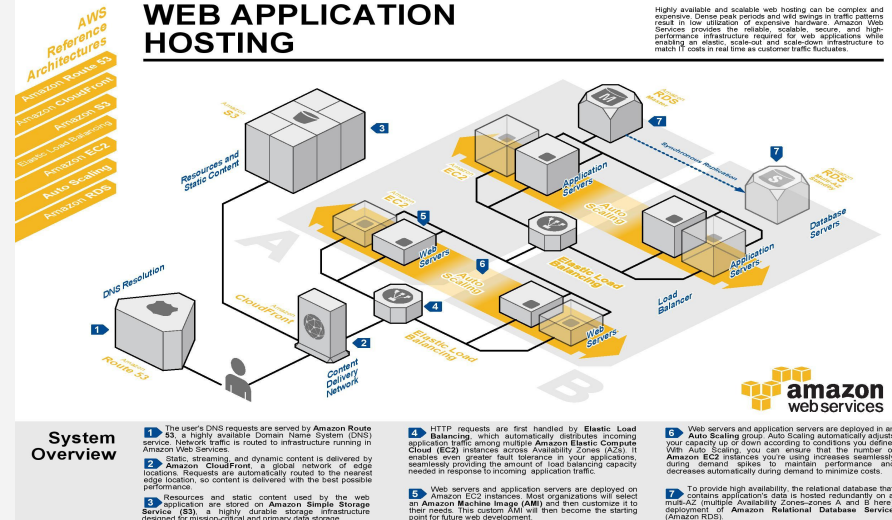 AWS
Reference
Architectures
Amazon Route 53
Amazon CloudFront
Amazon S3
Elastic Load Balancing
Amazon EC2
Auto Scaling
Amazon RDS
WEB APPLICATION
HOSTING
Highly available and scalable web hosting can be complex and
expensive. Dense peak periods and wild swings in traffic patterns
result in low utilization of expensive hardware. Amazon Web
Services provides the reliable, scalable, secure, and high-
performance infrastructure required for web applications while
enabling an elastic, scale-out and scale-down infrastructure to
match IT costs in real time as customer traffic fluctuates.
Amazon
S3
3
Resources and
Static Content
M
Amazon
RDS
Master
7
Synchronous Replication
7
S
Amazon
RDS
Database
Servers
Amazon
EC2
Application
Servers
Auto
Scaling
Application
Servers
Elastic Load
Balancing
Load
Balancer
Amazon
EC2
5
Web
Servers
6
Auto
Scaling
Web
Servers
A
B
DNS Resolution
1
Amazon
Route 53
Amazon
CloudFront
2
Content
Delivery
Network
4
Elastic Load
Balancing
amazon
web services
System
Overview
1 The user's DNS requests are served by Amazon Route
53, a highly available Domain Name System (DNS)
service. Network traffic is routed to infrastructure running in
Amazon Web Services.
2 Static, streaming, and dynamic content is delivered by
Amazon CloudFront, a global network of edge
locations. Requests are automatically routed to the nearest
edge location, so content is delivered with the best possible
performance.
3 Resources and static content used by the web
application are stored on Amazon Simple Storage
Service (S3), a highly durable storage infrastructure
designed for mission-critical and primary data storage.
4 HTTP requests are first handled by Elastic Load
Balancing, which automatically distributes incoming
application traffic among multiple Amazon Elastic Compute
Cloud (EC2) instances across Availability Zones (AZs). It
enables even greater fault tolerance in your applications,
seamlessly providing the amount of load balancing capacity
needed in response to incoming application traffic.
5 Web servers and application servers are deployed on
Amazon EC2 instances. Most organizations will select
an Amazon Machine Image (AMI) and then customize it to
their needs. This custom AMI will then become the starting
point for future web development.
6 Web servers and application servers are deployed in an
Auto Scaling group. Auto Scaling automatically adjusts
your capacity up or down according to conditions you define.
With Auto Scaling, you can ensure that the number of
Amazon EC2 instances you're using increases seamlessly
during demand spikes to maintain performance and
decreases automatically during demand to minimize costs.
7 To provide high availability, the relational database that
contains application's data is hosted redundantly on a
multi-AZ (multiple Availability Zones–zones A and B here)
deployment of Amazon Relational Database Service
(Amazon RDS).